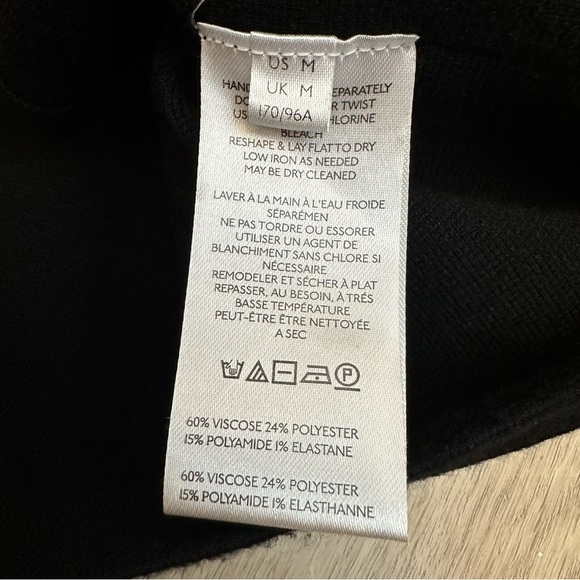 US M
UK M
170/96A
HAND EPARATELY
DO R TWIST
US HLORINE
BLEACH
RESHAPE & LAY FLAT TO DRY
LOW IRON AS NEEDED
MAY BE DRY CLEANED
LAVER À LA MAIN À L'EAU FROIDE
SÉPARÉMEN
NE PAS TORDRE OU ESSORER
UTILISER UN AGENT DE
BLANCHIMENT SANS CHLORE SI
NÉCESSAIRE
REMODELER ET SÉCHER À PLAT
REPASSER, AU BESOIN, À TRÉS
BASSE TEMPÉRATURE
PEUT-ÊTRE ÊTRE NETTOYÉE
A SEC
P
60% VISCOSE 24% POLYESTER
15% POLYAMIDE 1% ELASTANE
60% VISCOSE 24% POLYESTER
15% POLYAMIDE 1% ELASTHANNE